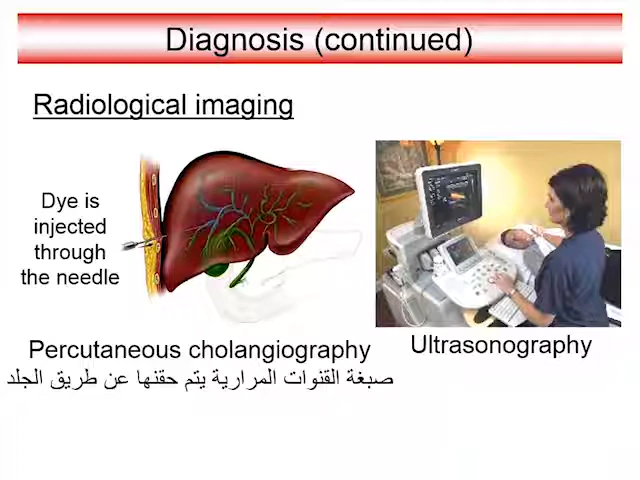 Diagnosis (continued)
Radiological imaging
Dye is
injected
through
the needle
Percutaneous cholangiography
صبغة القنوات المرارية يتم حقنها عن طريق الجلد
Ultrasonography